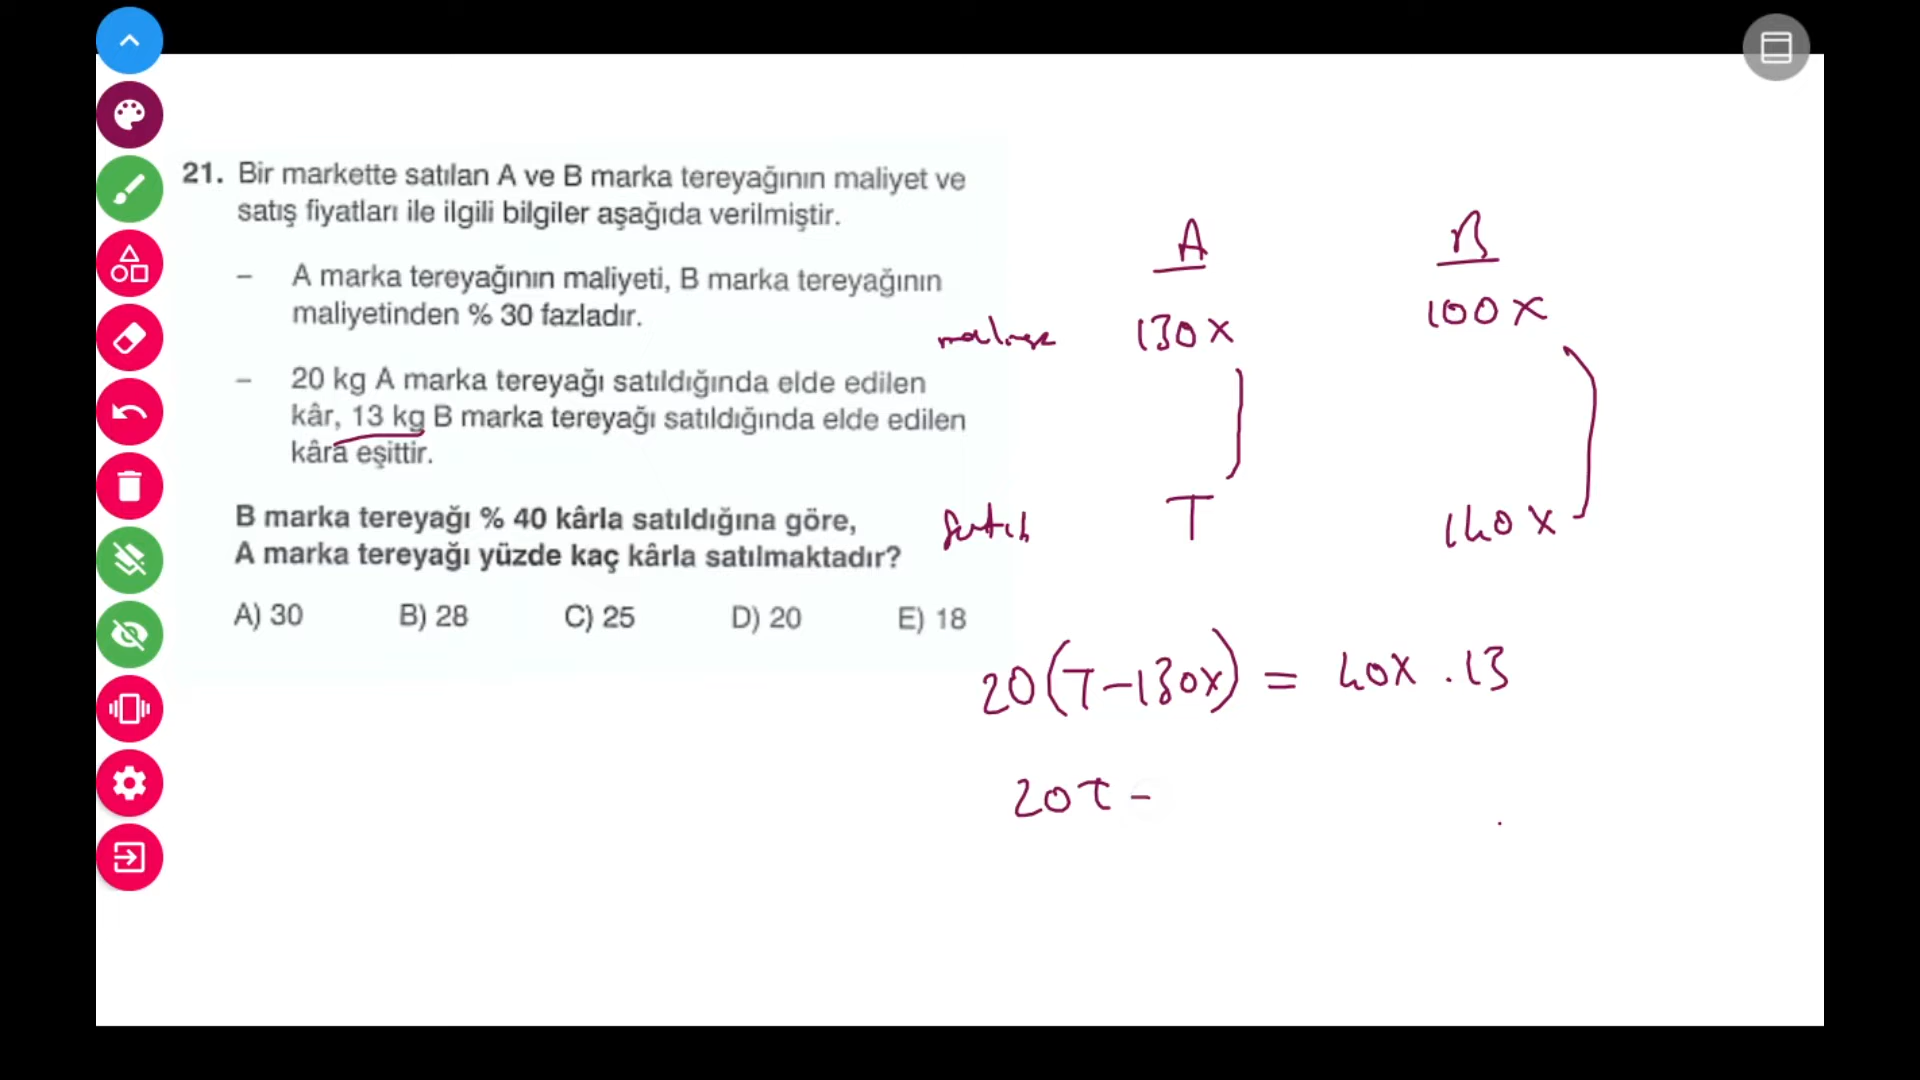 21. Bir markette satılan A ve B marka tereyağının maliyet ve
satış fiyatları ile ilgili bilgiler aşağıda verilmiştir.
– A marka tereyağının maliyeti, B marka tereyağının
maliyetinden % 30 fazladır.
– 20 kg A marka tereyağı satıldığında elde edilen
kâr, 13 kg B marka tereyağı satıldığında elde edilen
kâra eşittir.
B marka tereyağı % 40 kârla satıldığına göre,
A marka tereyağı yüzde kaç kârla satılmaktadır?
A) 30 B) 28 C) 25 D) 20 E) 18
A B
130x 100x
satış T 140x
20(T-130x) = 40x . 13
20T -